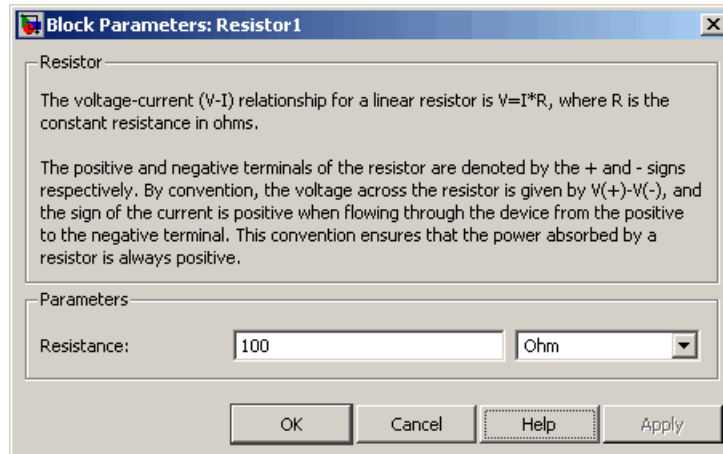 Block Parameters: Resistor1
Resistor
The voltage-current (V-I) relationship for a linear resistor is V=I*R, where R is the
constant resistance in ohms.
The positive and negative terminals of the resistor are denoted by the + and - signs
respectively. By convention, the voltage across the resistor is given by V(+)-V(-), and
the sign of the current is positive when flowing through the device from the positive
to the negative terminal. This convention ensures that the power absorbed by a
resistor is always positive.
Parameters
Resistance: 100 Ohm
OK Cancel Help Apply